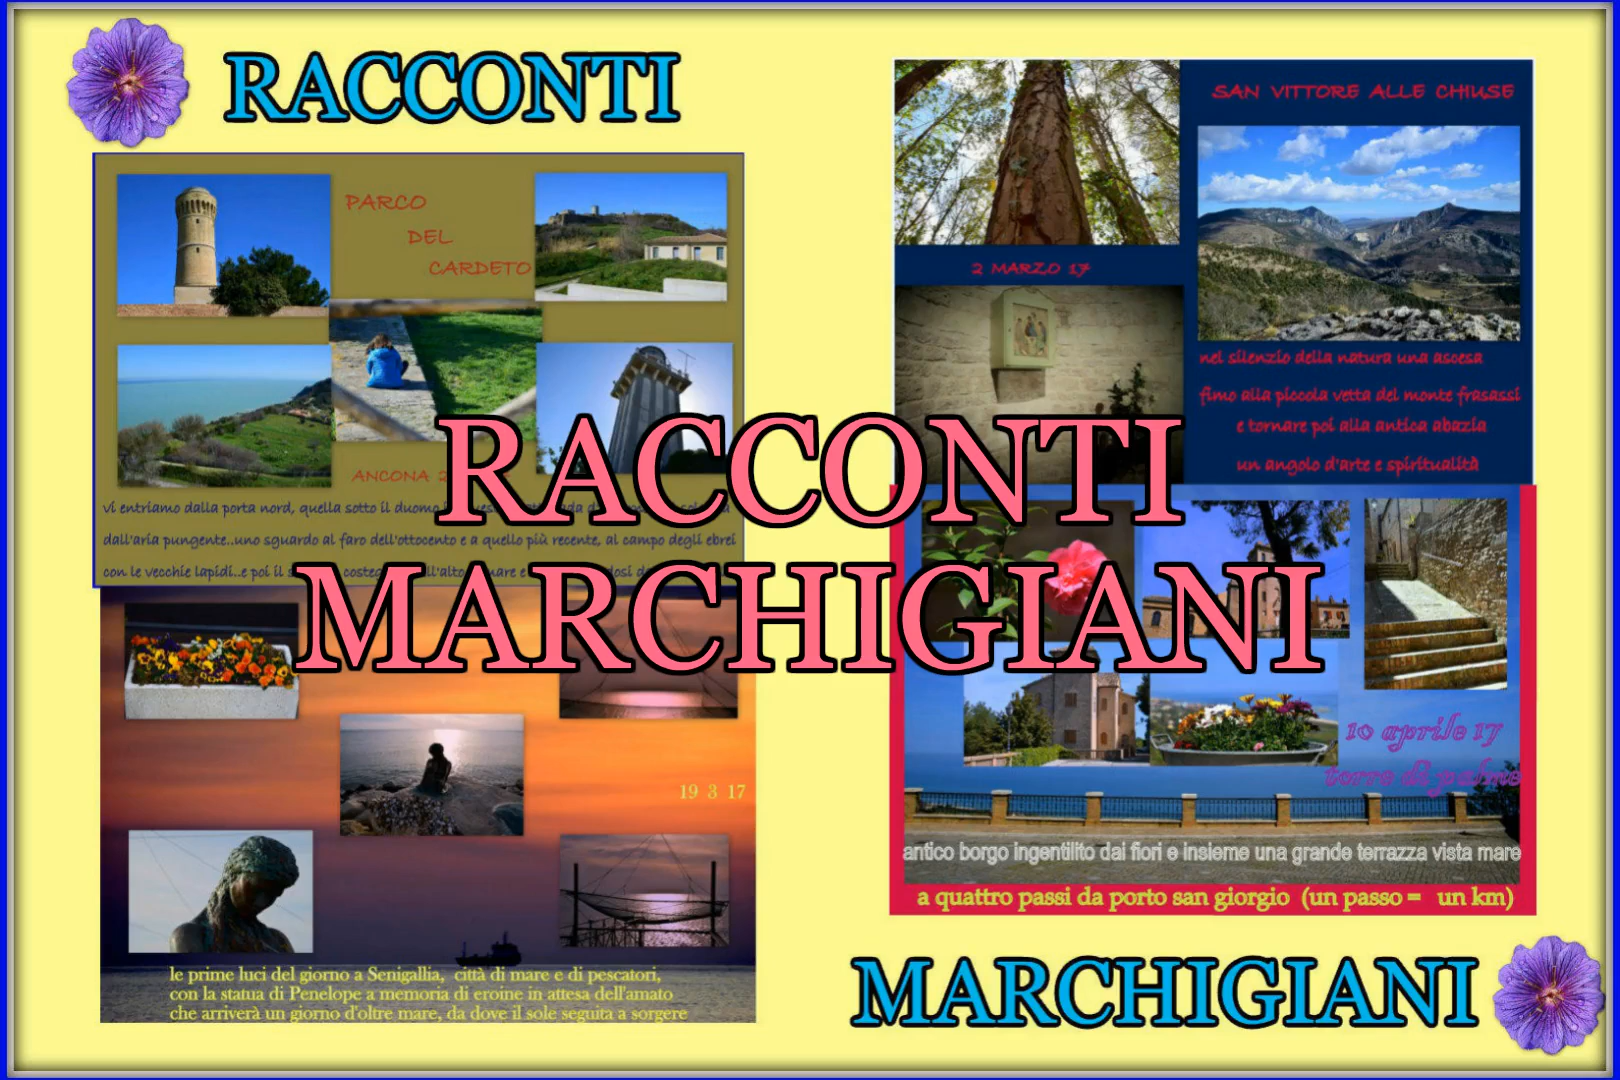 RACCONTI
PARCO
DEL
CARDETO
ANCONA 2
vi entriamo dalla porta nord, quella sotto il duomo
dall'aria pungente..uno sguardo al faro dell'ottocento e a quello più recente, al campo degli ebrei
con le vecchie lapidi..e poi il
19 3 17
le prime luci del giorno a Senigallia, città di mare e di pescatori,
con la statua di Penelope a memoria di eroine in attesa dell'amato
che arriverà un giorno d'oltre mare, da dove il sole seguita a sorgere
RACCONTI
MARCHIGIANI
SAN VITTORE ALLE CHIUSE
2 MARZO 17
nel silenzio della natura una ascesa
fimo alla piccola vetta del monte frasassi
e tornare poi alla antica abazia
un angolo d'arte e spiritualità
10 aprile 17
torre di palme
antico borgo ingentilito dai fiori e insieme una grande terrazza vista mare
a quattro passi da porto san giorgio (un passo = un km)
MARCHIGIANI